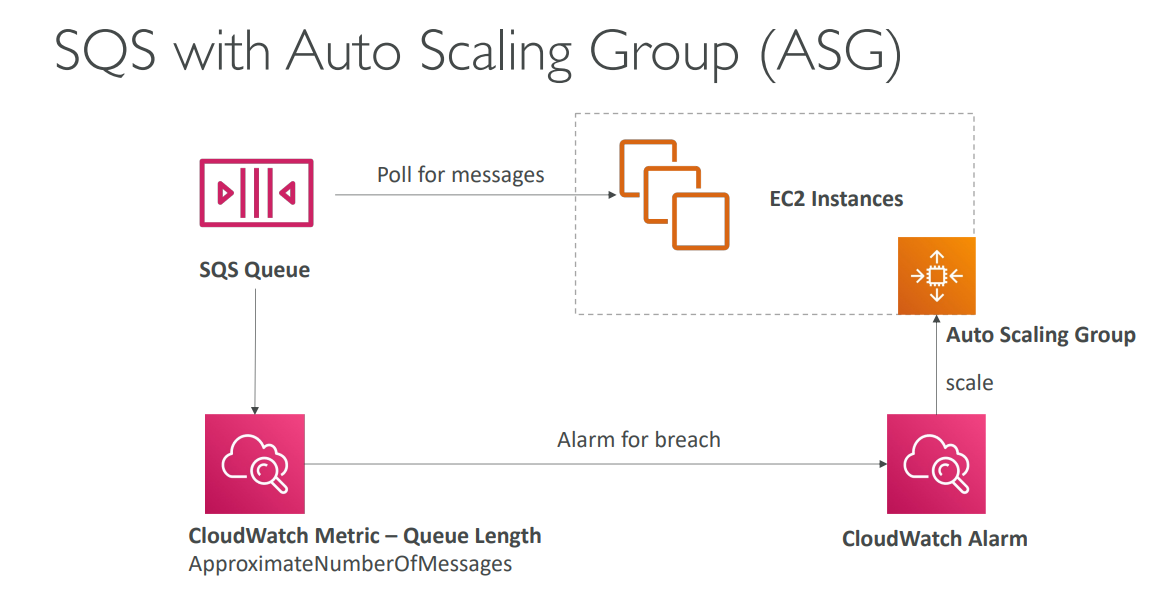 SQS with Auto Scaling Group (ASG)
Poll for messages
EC2 Instances
SQS Queue
Auto Scaling Group
scale
Alarm for breach
CloudWatch Metric – Queue Length
ApproximateNumberOfMessages
CloudWatch Alarm